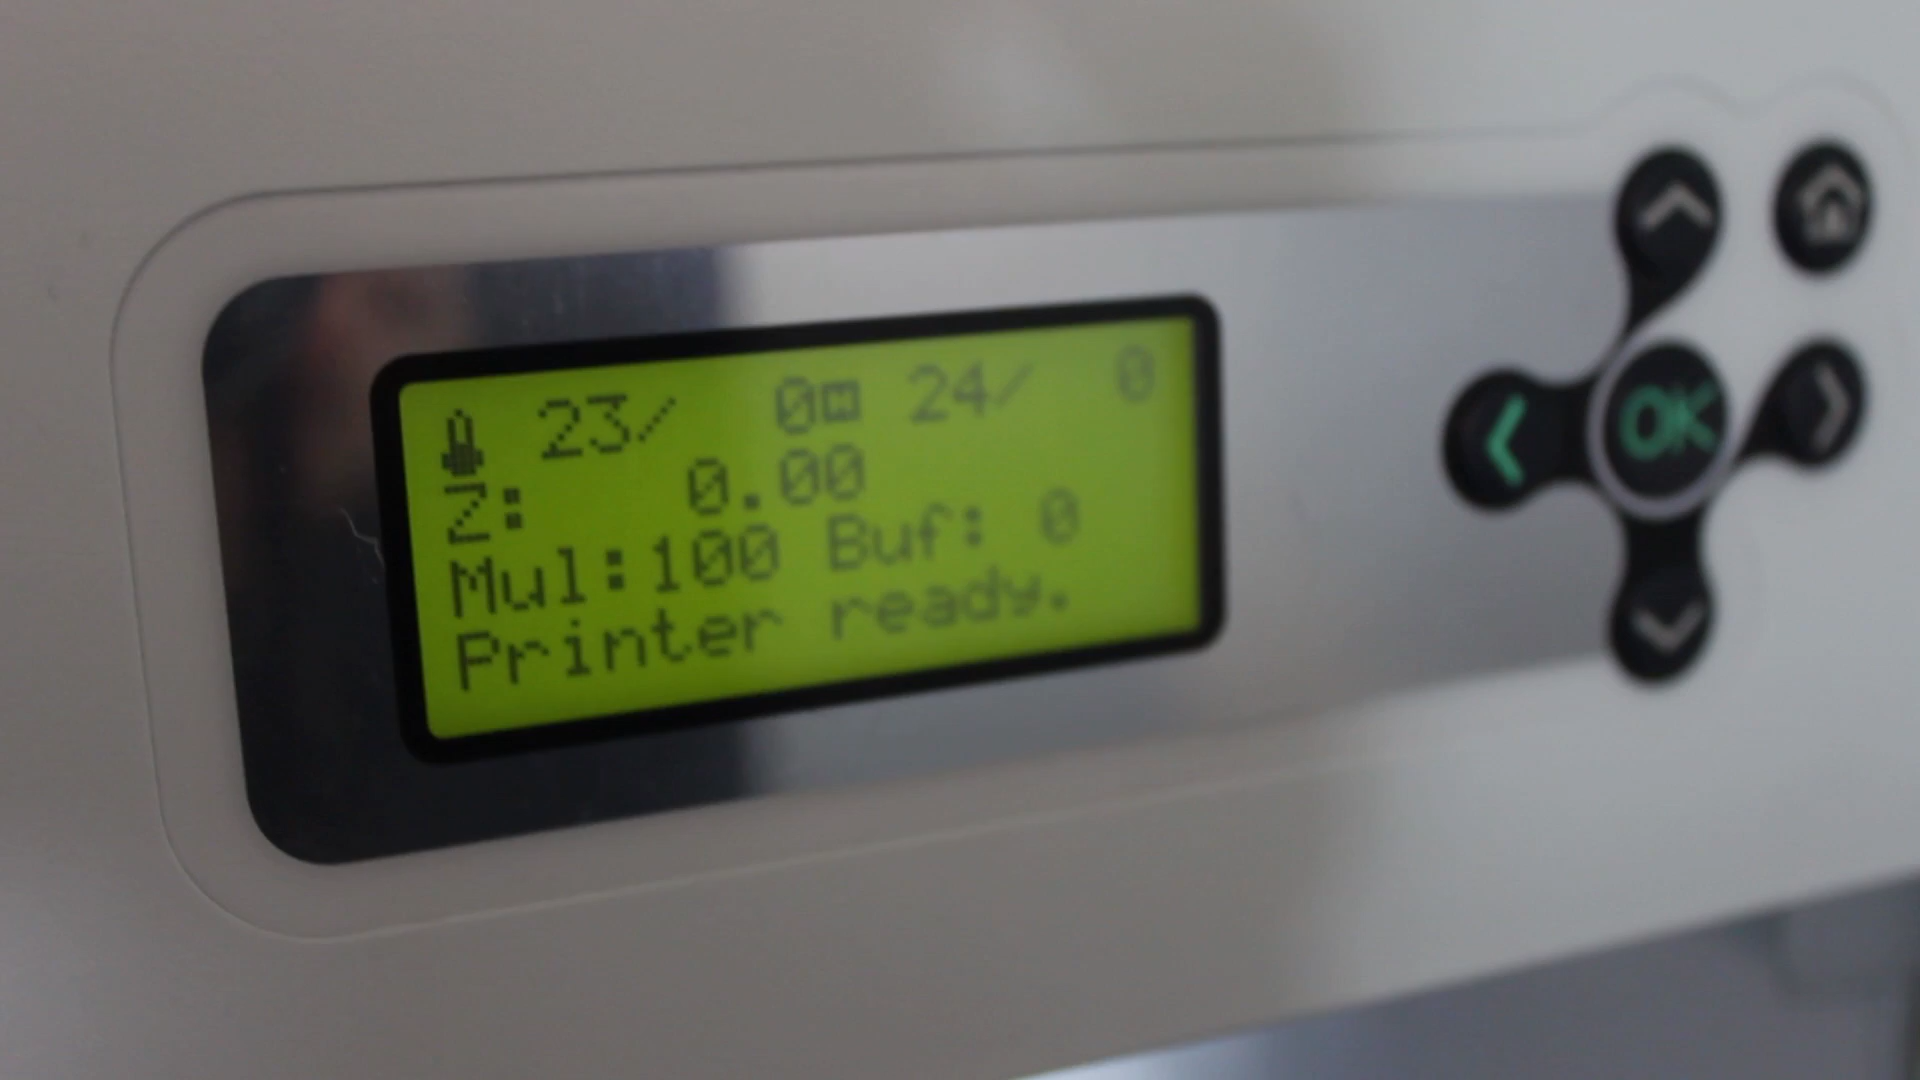 23/ 0 24/ 0
Z: 0.00
Mul:100 Buf: 0
Printer ready.
OK